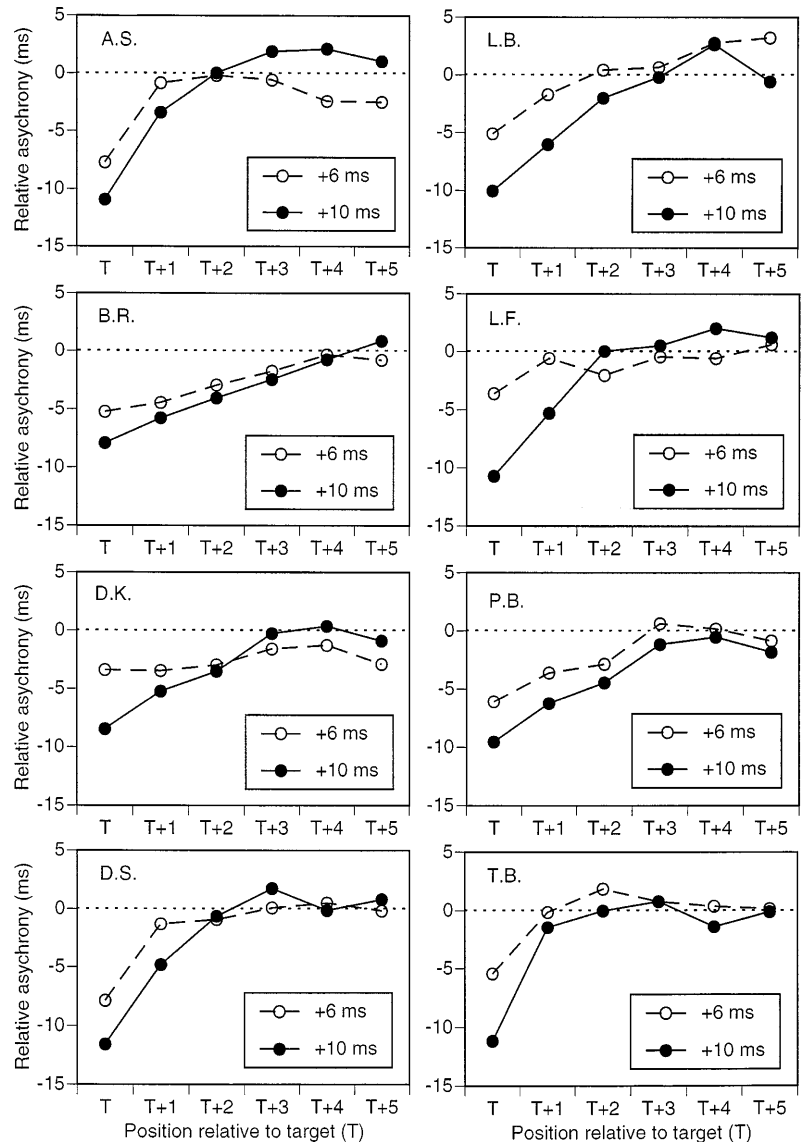 A.S.
5
0
-5
-10
-15
Relative asynchrony (ms)
+6 ms
+10 ms
T T+1 T+2 T+3 T+4 T+5
L.B.
5
0
-5
-10
-15
+6 ms
+10 ms
T T+1 T+2 T+3 T+4 T+5
B.R.
5
0
-5
-10
-15
Relative asynchrony (ms)
+6 ms
+10 ms
T T+1 T+2 T+3 T+4 T+5
L.F.
5
0
-5
-10
-15
+6 ms
+10 ms
T T+1 T+2 T+3 T+4 T+5
D.K.
5
0
-5
-10
-15
Relative asynchrony (ms)
+6 ms
+10 ms
T T+1 T+2 T+3 T+4 T+5
P.B.
5
0
-5
-10
-15
+6 ms
+10 ms
T T+1 T+2 T+3 T+4 T+5
D.S.
5
0
-5
-10
-15
Relative asynchrony (ms)
+6 ms
+10 ms
T T+1 T+2 T+3 T+4 T+5
Position relative to target (T)
T.B.
5
0
-5
-10
-15
+6 ms
+10 ms
T T+1 T+2 T+3 T+4 T+5
Position relative to target (T)